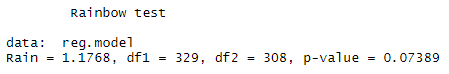 Rainbow test
data:  reg.model
Rain = 1.1768, df1 = 329, df2 = 308, p-value = 0.07389